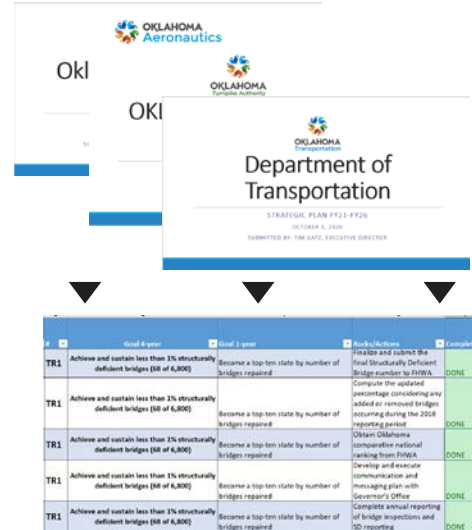 OKLAHOMA
Aeronautics
Okl
OKLAHOMA
Turnpike Authority
OKL
OKLAHOMA
Transportation
Department of
Transportation
STRATEGIC PLAN FY21-FY26
OCTOBER 1, 2020
SUBMITTED BY: TIM GATZ, EXECUTIVE DIRECTOR
# Goal 4-year Goal 1-year Rocks/Actions Complet
TR1 Achieve and sustain less than 1% structurally
deficient bridges (68 of 6,800)
Become a top-ten state by number of
bridges repaired
Finalize and submit the
final Structurally Deficient
Bridge number to FHWA
DONE
TR1 Achieve and sustain less than 1% structurally
deficient bridges (68 of 6,800)
Become a top-ten state by number of
bridges repaired
Compute the updated
percentage considering any
added or removed bridges
occurring during the 2018
reporting period
DONE
TR1 Achieve and sustain less than 1% structurally
deficient bridges (68 of 6,800)
Become a top-ten state by number of
bridges repaired
Obtain Oklahoma
comparative national
ranking from FHWA
DONE
TR1 Achieve and sustain less than 1% structurally
deficient bridges (68 of 6,800)
Become a top-ten state by number of
bridges repaired
Develop and execute
communication and
messaging plan with
Governor's Office
DONE
TR1 Achieve and sustain less than 1% structurally
deficient bridges (68 of 6,800)
Become a top-ten state by number of
bridges repaired
Complete annual reporting
of bridge inspections and
SD reporting
DONE